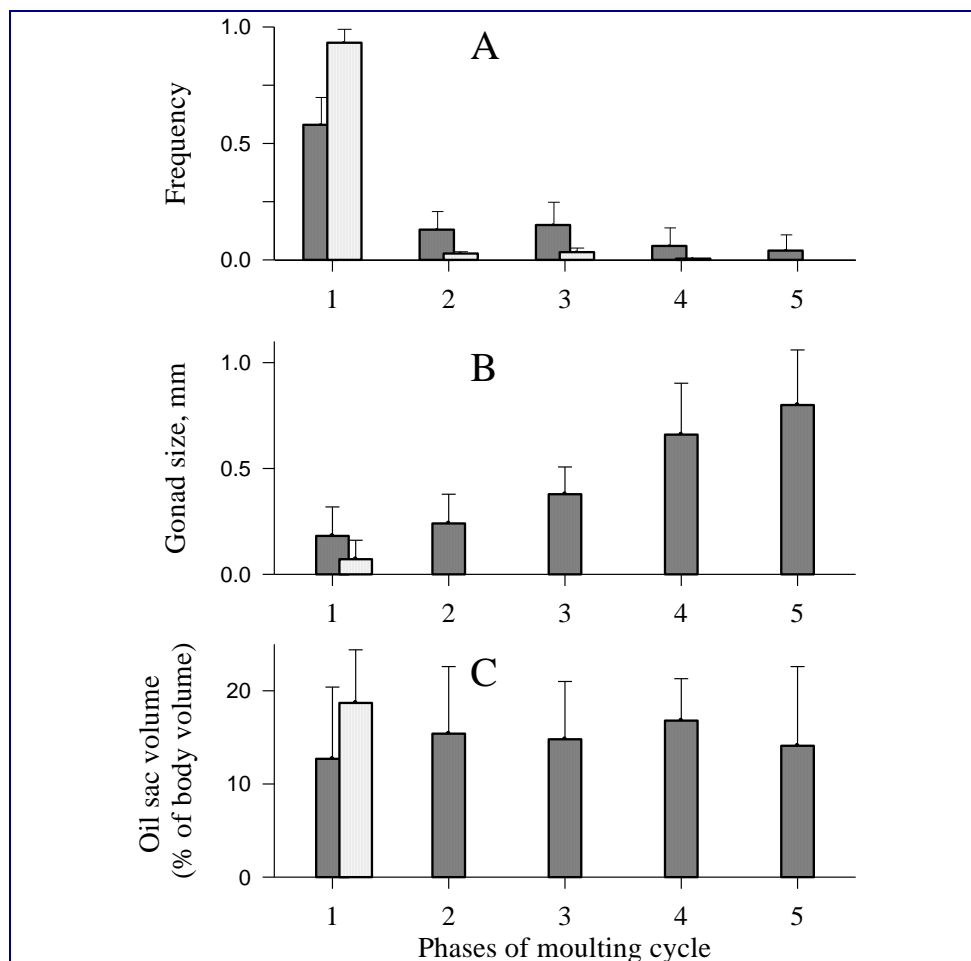 A
Frequency
1.0
0.5
0.0
1 2 3 4 5
B
Gonad size, mm
1.0
0.5
0.0
1 2 3 4 5
C
Oil sac volume
(% of body volume)
20
10
0
1 2 3 4 5
Phases of moulting cycle